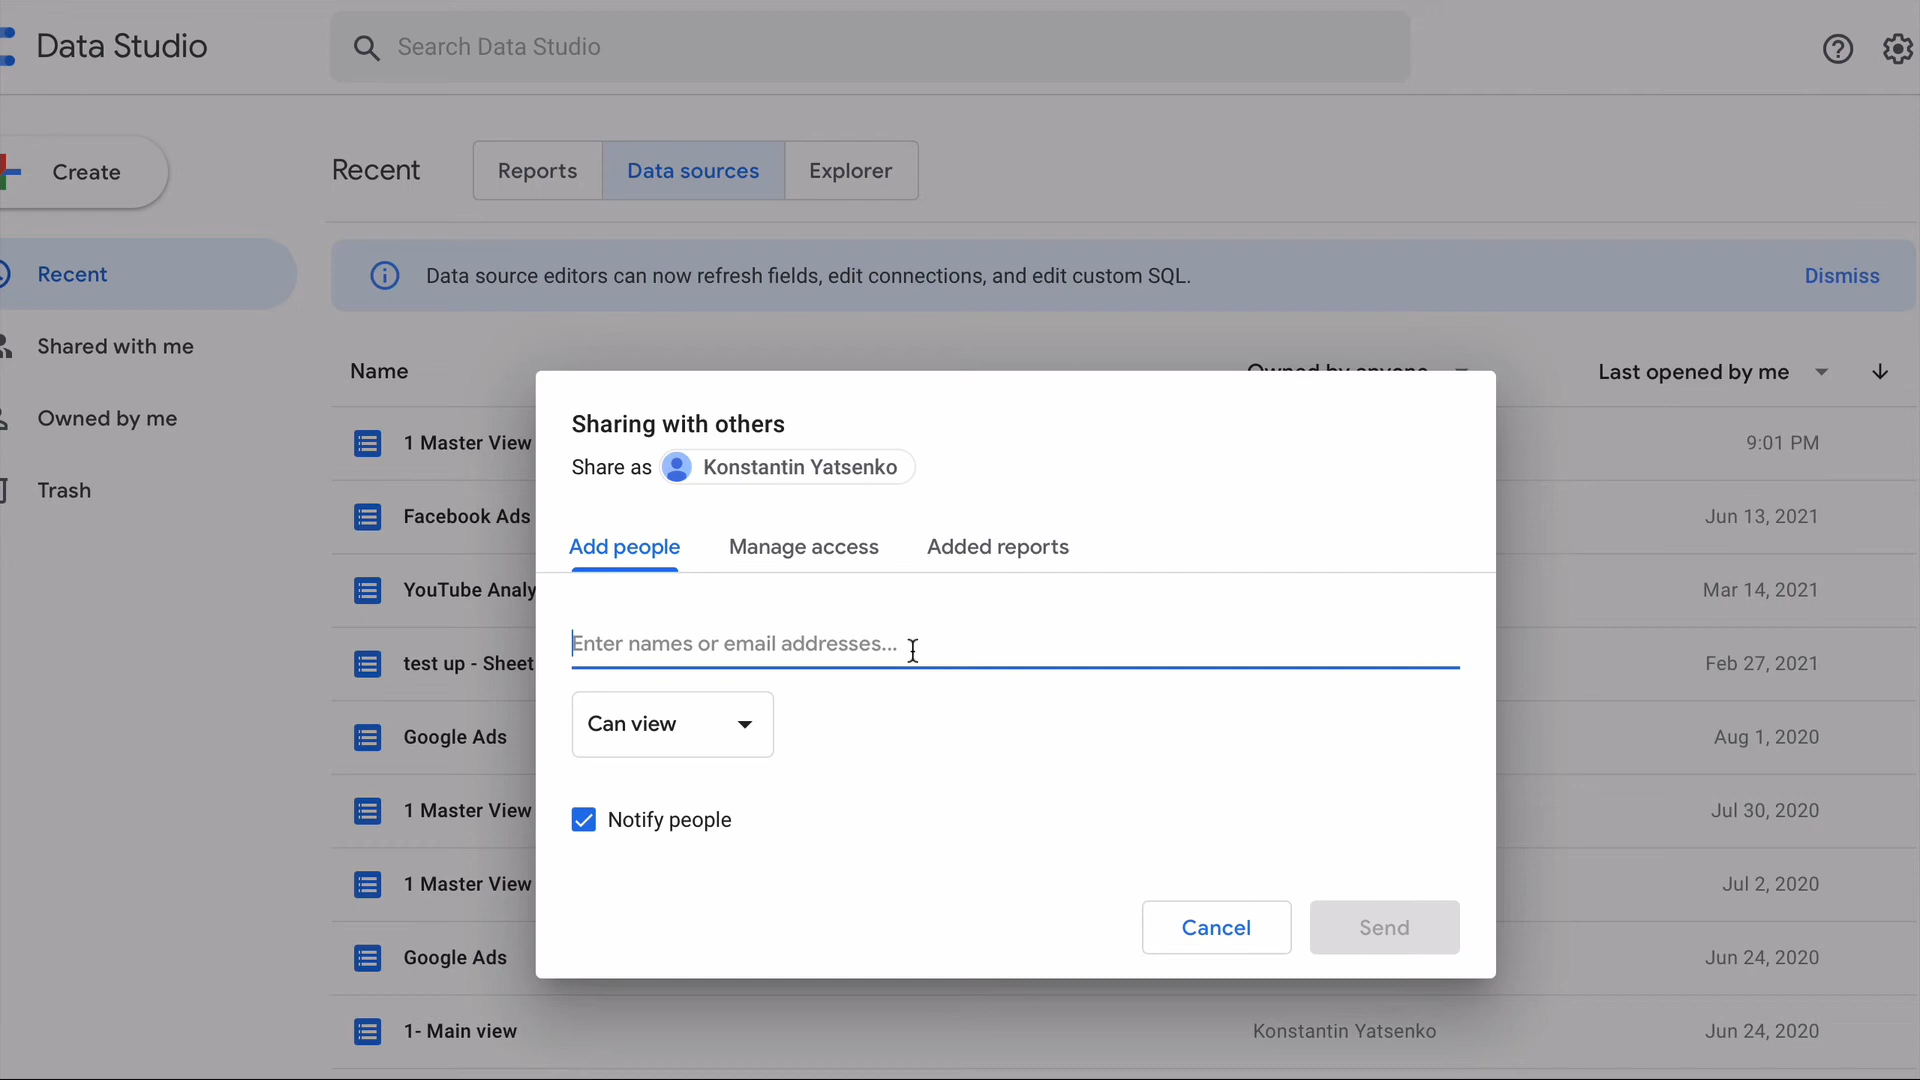 Data Studio
Search Data Studio
Create
Recent
Reports
Data sources
Explorer
Recent
Data source editors can now refresh fields, edit connections, and edit custom SQL.
Dismiss
Shared with me
Owned by me
Trash
Name
Owned by anyone
Last opened by me
1 Master View
9:01 PM
Facebook Ads
Jun 13, 2021
YouTube Analy
Mar 14, 2021
test up - Sheet
Feb 27, 2021
Google Ads
Aug 1, 2020
1 Master View
Jul 30, 2020
1 Master View
Jul 2, 2020
Google Ads
Jun 24, 2020
1- Main view
Konstantin Yatsenko
Jun 24, 2020
Sharing with others
Share as Konstantin Yatsenko
Add people
Manage access
Added reports
Enter names or email addresses...
Can view
Notify people
Cancel
Send